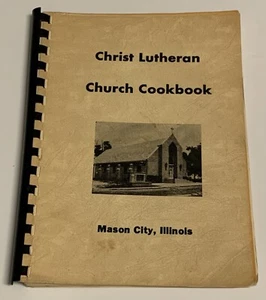 Christ Lutheran
Church Cookbook
Mason City, Illinois